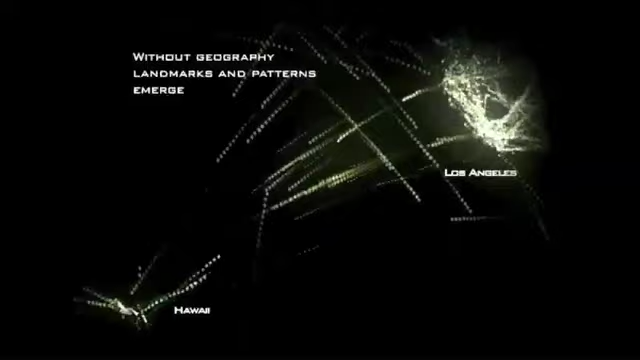 Without geography
landmarks and patterns
emerge
Los Angeles
Hawaii